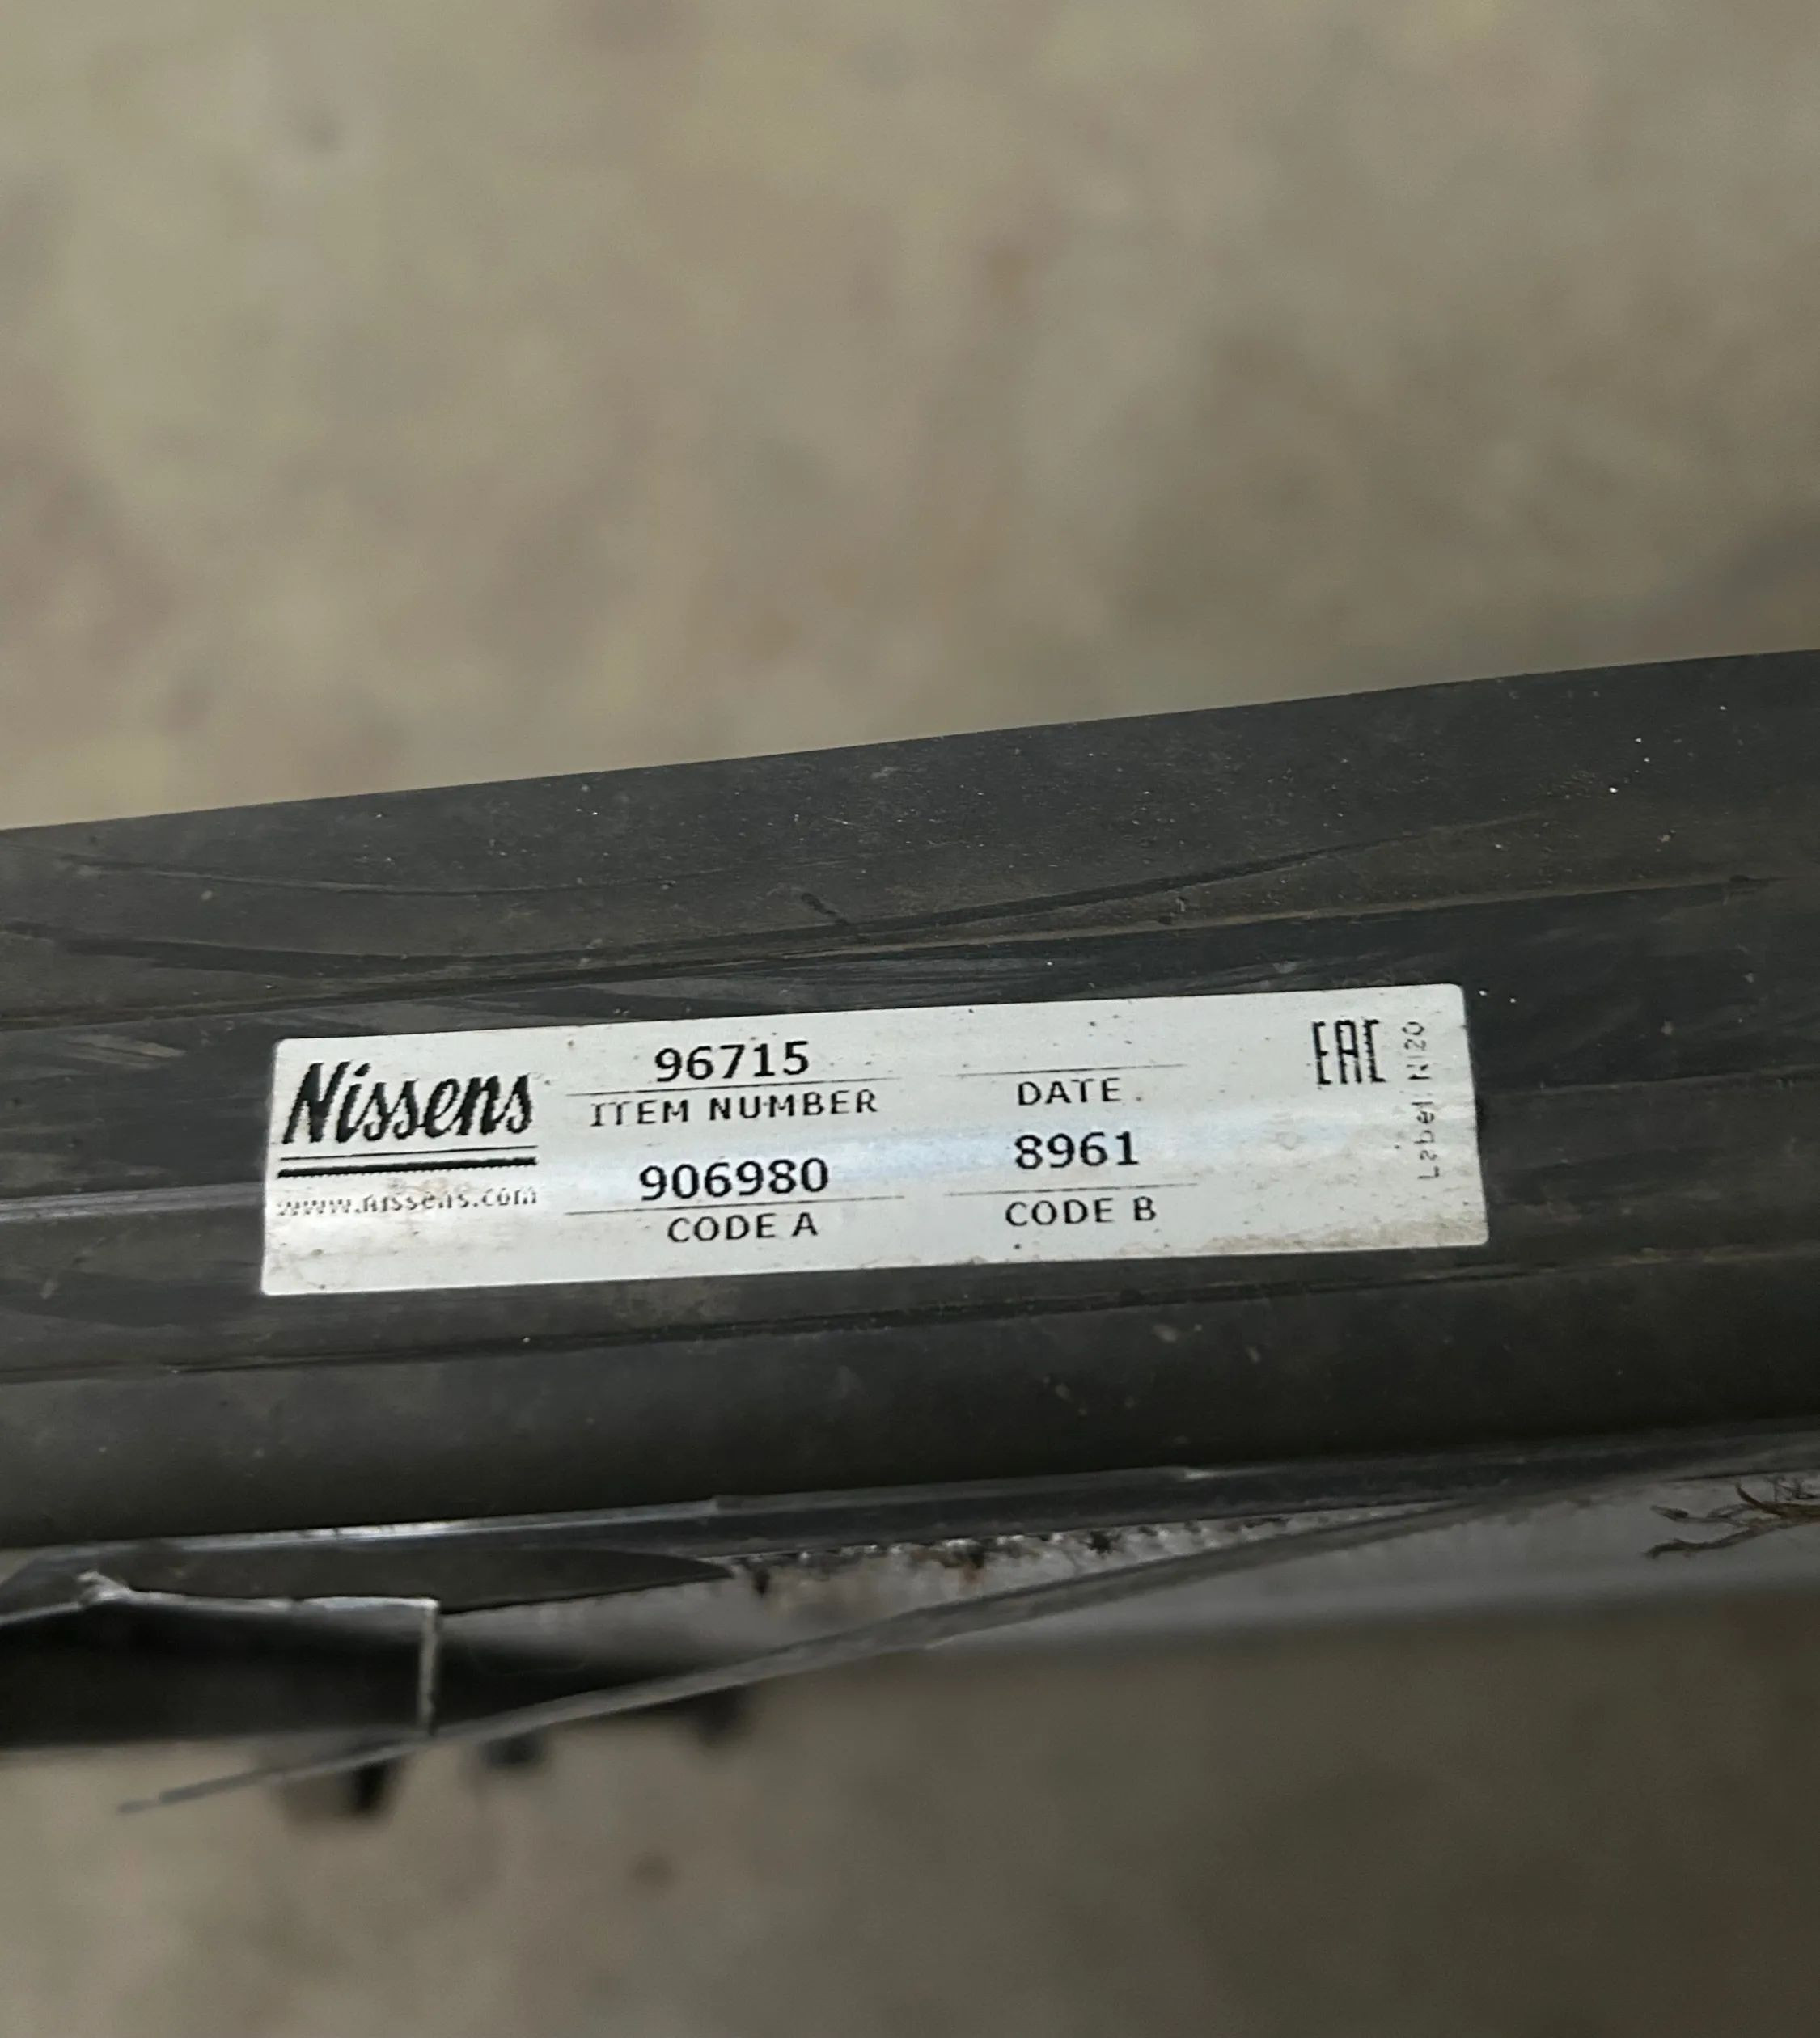 Nissens
www.nissens.com
96715
ITEM NUMBER
906980
CODE A
DATE
8961
CODE B
EAC
Label N120